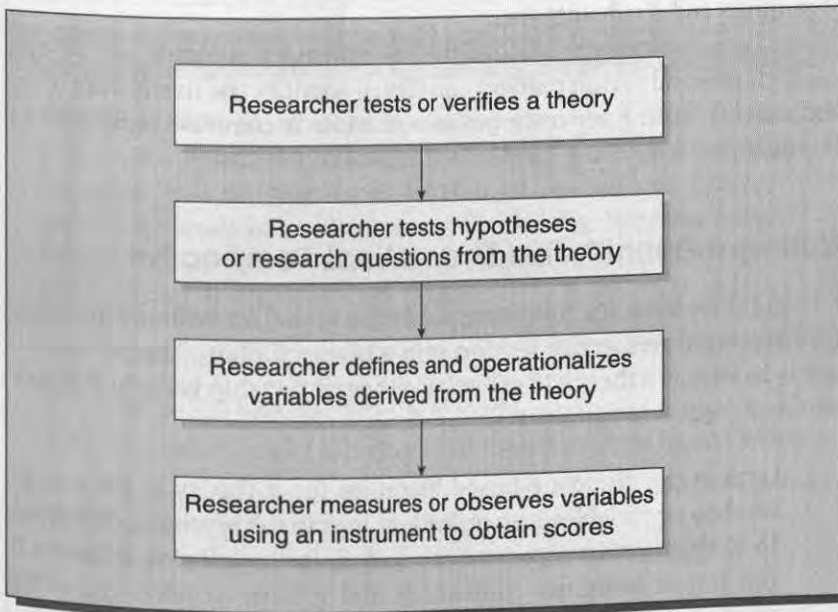 Researcher tests or verifies a theory
Researcher tests hypotheses
or research questions from the theory
Researcher defines and operationalizes
variables derived from the theory
Researcher measures or observes variables
using an instrument to obtain scores